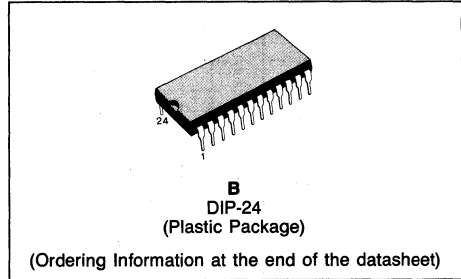 24
1
B
DIP-24
(Plastic Package)
(Ordering Information at the end of the datasheet)